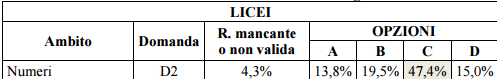 LICEI
Ambito Domanda R. mancante o non valida OPZIONI
A B C D
Numeri D2 4,3% 13,8% 19,5% 47,4% 15,0%